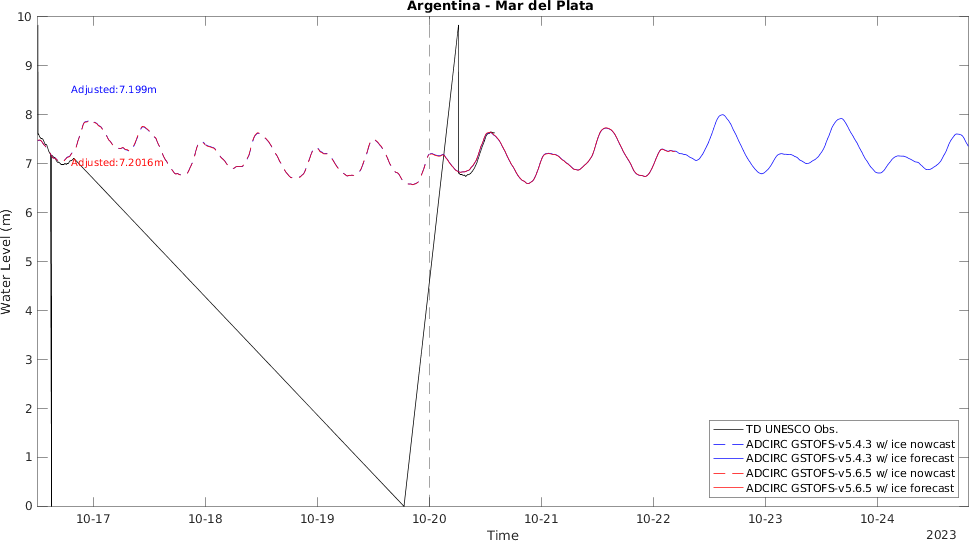 Argentina - Mar del Plata
Water Level (m)
10
9
8
7
6
5
4
3
2
1
0
Adjusted:7.199m
Adjusted:7.2016m
TD UNESCO Obs.
ADCIRC GSTOFS-v5.4.3 w/ ice nowcast
ADCIRC GSTOFS-v5.4.3 w/ ice forecast
ADCIRC GSTOFS-v5.6.5 w/ ice nowcast
ADCIRC GSTOFS-v5.6.5 w/ ice forecast
10-17 10-18 10-19 10-20 10-21 10-22 10-23 10-24
Time
2023